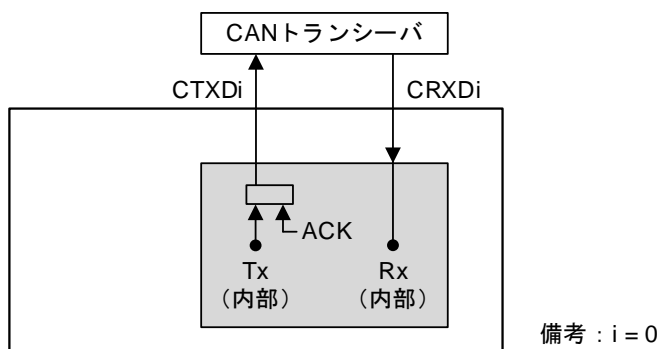 CANトランシーバ
CTXDi
CRXDi
ACK
Tx
（内部）
Rx
（内部）
備考：i = 0